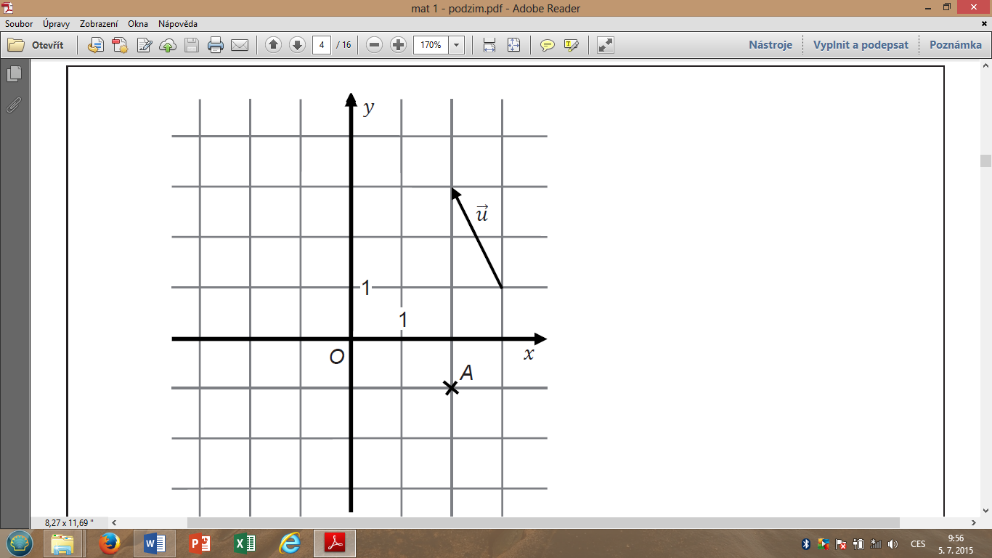 mat 1 - podzim.pdf - Adobe Reader
Soubor Úpravy Zobrazení Okna Nápověda
Otevřít 4 / 16 170% Nástroje Vyplnit a podepsat Poznámka
y
u
1
1
O
x
A
8,27 x 11,69 "
CES
9:56
5. 7. 2015